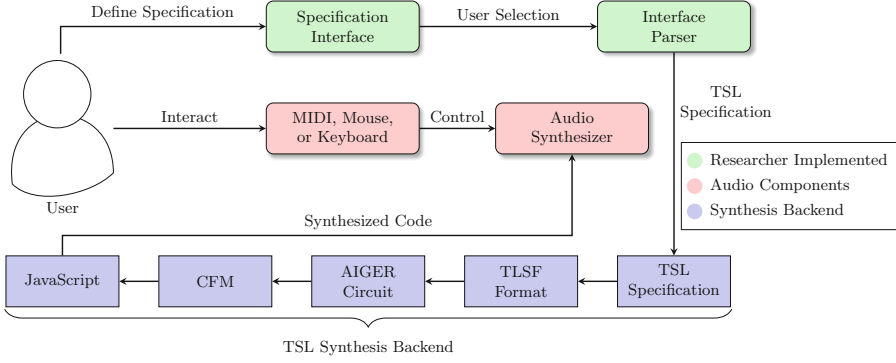 Define Specification
Specification
Interface
User Selection
Interface
Parser
TSL
Specification
Interact
MIDI, Mouse,
or Keyboard
Control
Audio
Synthesizer
User
Researcher Implemented
Audio Components
Synthesis Backend
Synthesized Code
JavaScript
CFM
AIGER
Circuit
TLSF
Format
TSL
Specification
TSL Synthesis Backend